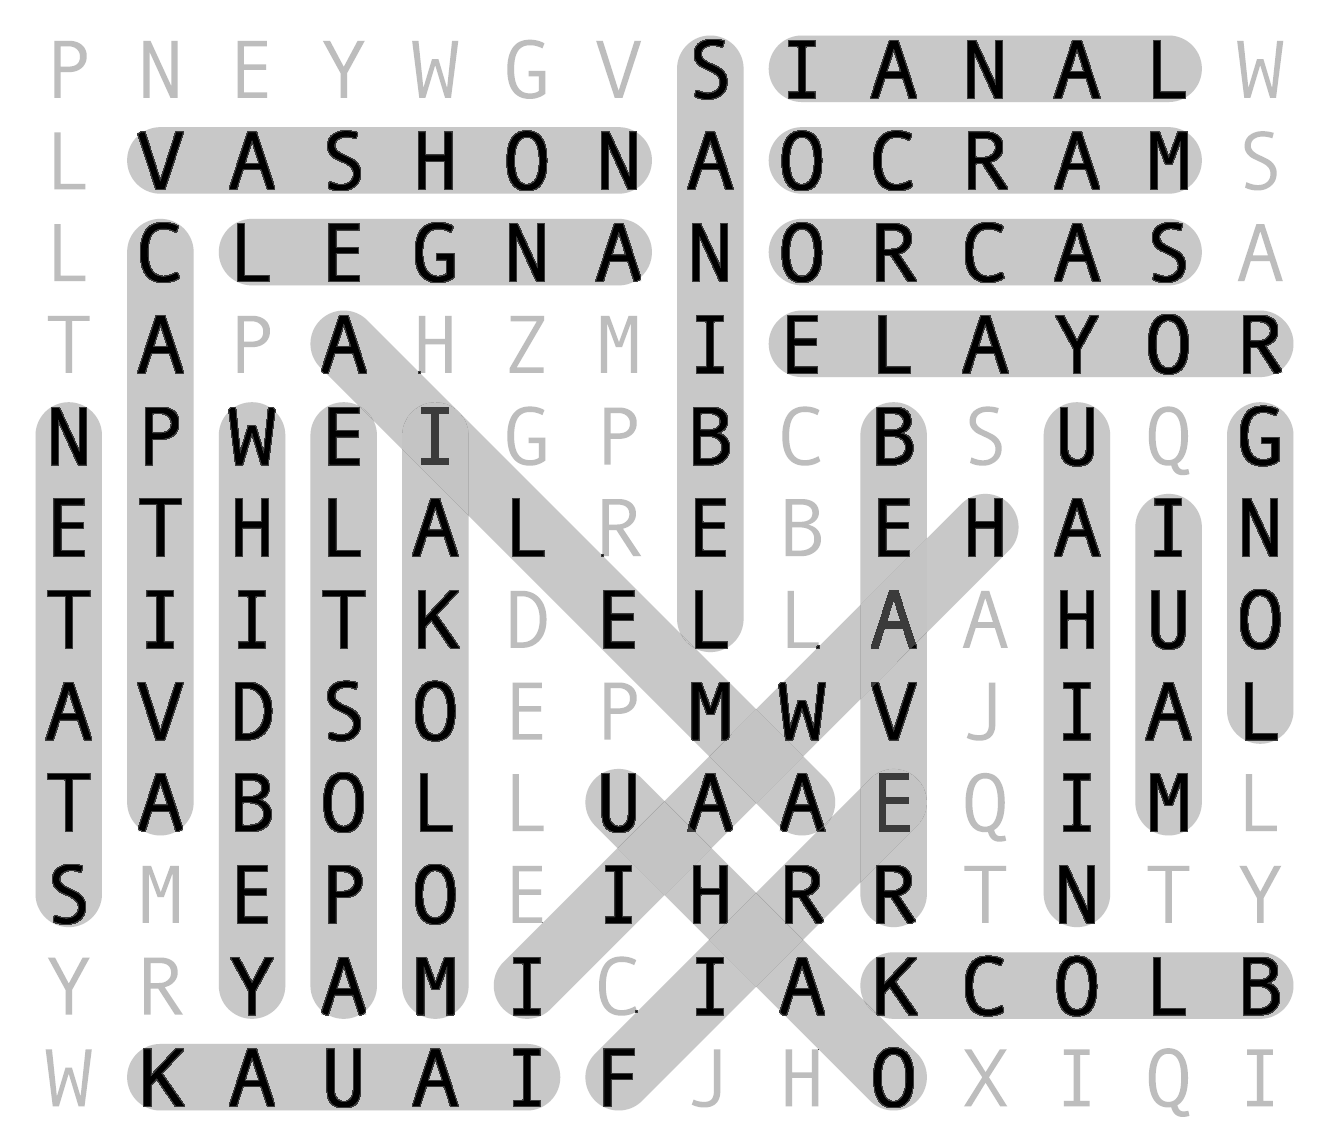 P N E Y W G V S I A N A L W
L V A S H O N A O C R A M S
L C L E G N A N O R C A S A
T A P A H Z M I E L A Y O R
N P W E I G P B C B S U Q G
E T H L A L R E B E H A I N
T I I T K D E L L A A H U O
A V D S O E P M W V J I A L
T A B O L L U A A E Q I M L
S M E P O E I H R R T N T Y
Y R Y A M I C I A K C O L B
W K A U A I F J H O X I Q I